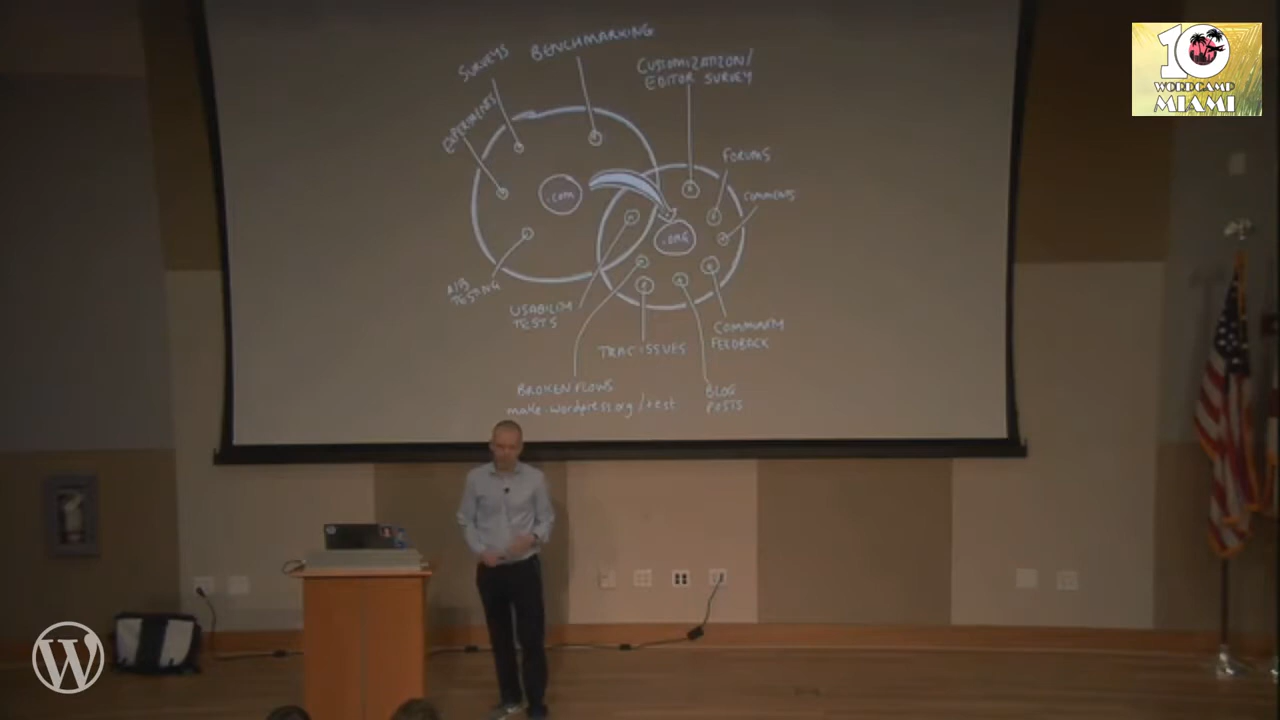 SURVEYS
BENCHMARKING
CUSTOMIZATION/
EDITOR SURVEY
EXPERIMENTS
FORUMS
COMMENTS
.com
.ORG
A/B
TESTING
USABILITY
TESTS
TRAC ISSUES
COMMUNITY
FEEDBACK
BROKEN FLOWS
make.wordpress.org/test
BLOG
POSTS
10
WORDCAMP
MIAMI
W